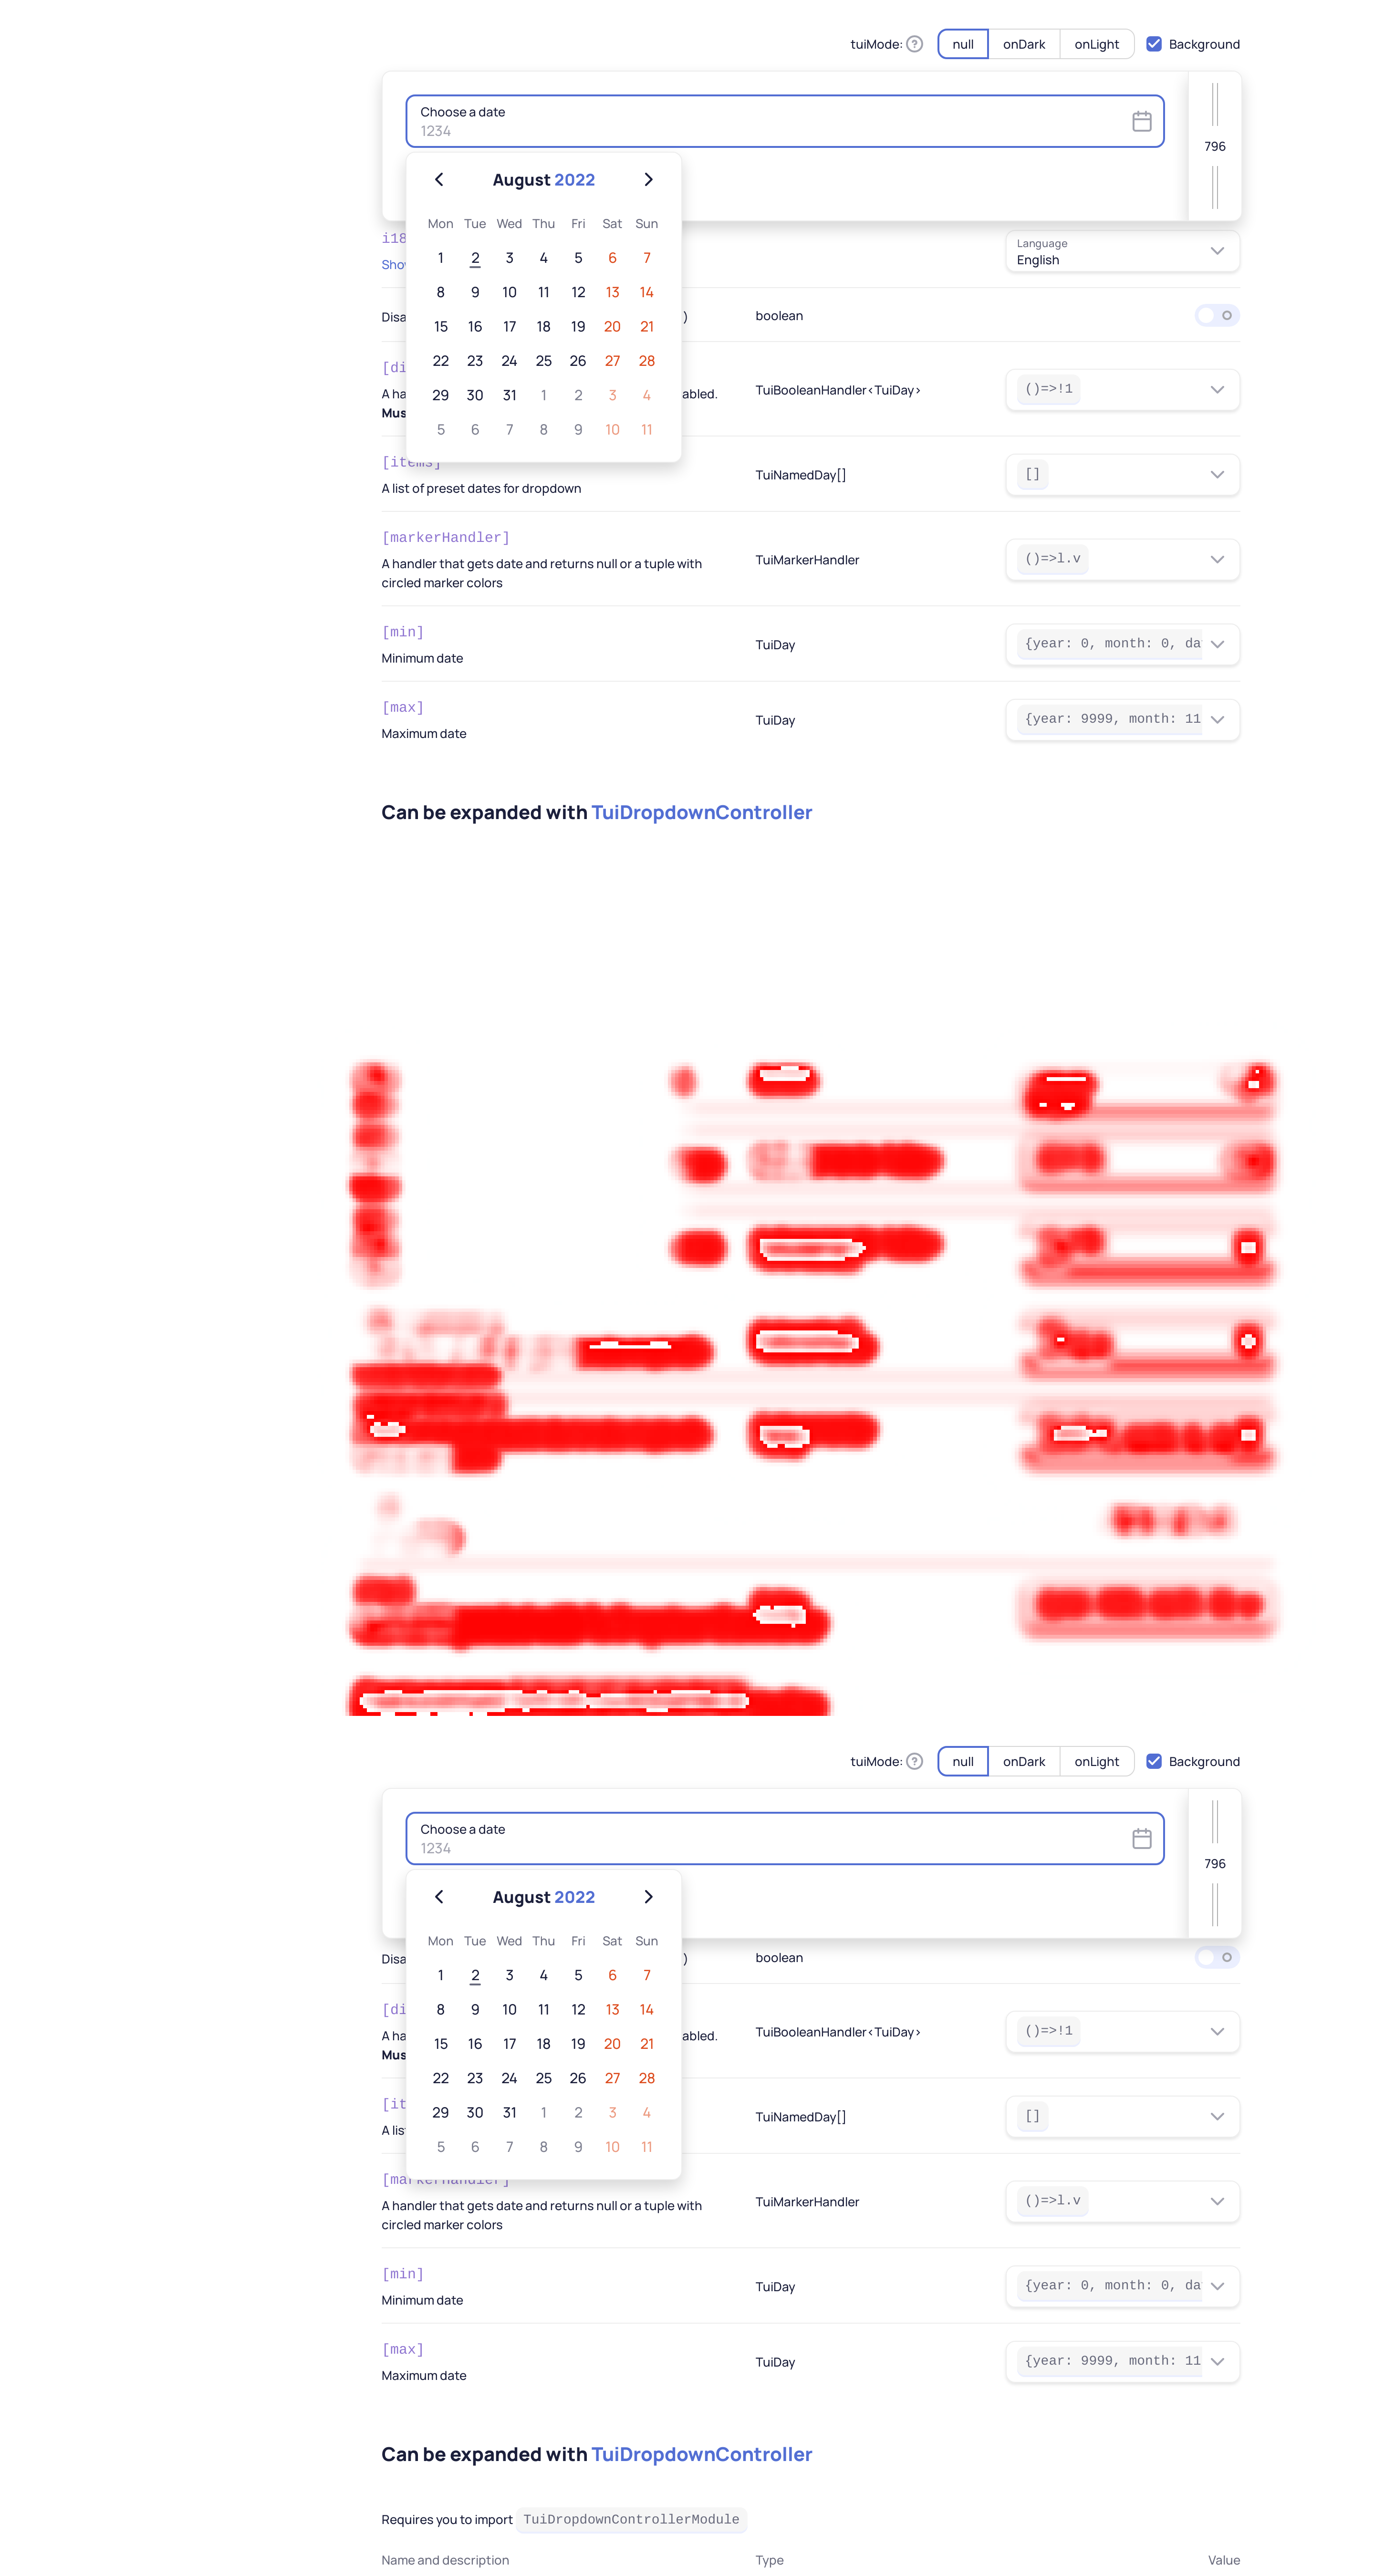 tuiMode: ? null onDark onLight Background
Choose a date
1234
796
August 2022
Mon Tue Wed Thu Fri Sat Sun
1 2 3 4 5 6 7
8 9 10 11 12 13 14
15 16 17 18 19 20 21
22 23 24 25 26 27 28
29 30 31 1 2 3 4
5 6 7 8 9 10 11
i18
Language
English
Disa ) boolean
[di
A ha abled. TuiBooleanHandler<TuiDay> ()=>!1
Mus
[items]
A list of preset dates for dropdown TuiNamedDay[] []
[markerHandler]
A handler that gets date and returns null or a tuple with TuiMarkerHandler ()=>l.v
circled marker colors
[min]
Minimum date TuiDay {year: 0, month: 0, da
[max]
Maximum date TuiDay {year: 9999, month: 11
Can be expanded with TuiDropdownController
tuiMode: ? null onDark onLight Background
Choose a date
1234
796
August 2022
Mon Tue Wed Thu Fri Sat Sun
1 2 3 4 5 6 7
8 9 10 11 12 13 14
15 16 17 18 19 20 21
22 23 24 25 26 27 28
29 30 31 1 2 3 4
5 6 7 8 9 10 11
Disa ) boolean
[di
A ha abled. TuiBooleanHandler<TuiDay> ()=>!1
Mus
[it
A lis TuiNamedDay[] []
[markerHandler]
A handler that gets date and returns null or a tuple with TuiMarkerHandler ()=>l.v
circled marker colors
[min]
Minimum date TuiDay {year: 0, month: 0, da
[max]
Maximum date TuiDay {year: 9999, month: 11
Can be expanded with TuiDropdownController
Requires you to import TuiDropdownControllerModule
Name and description Type Value